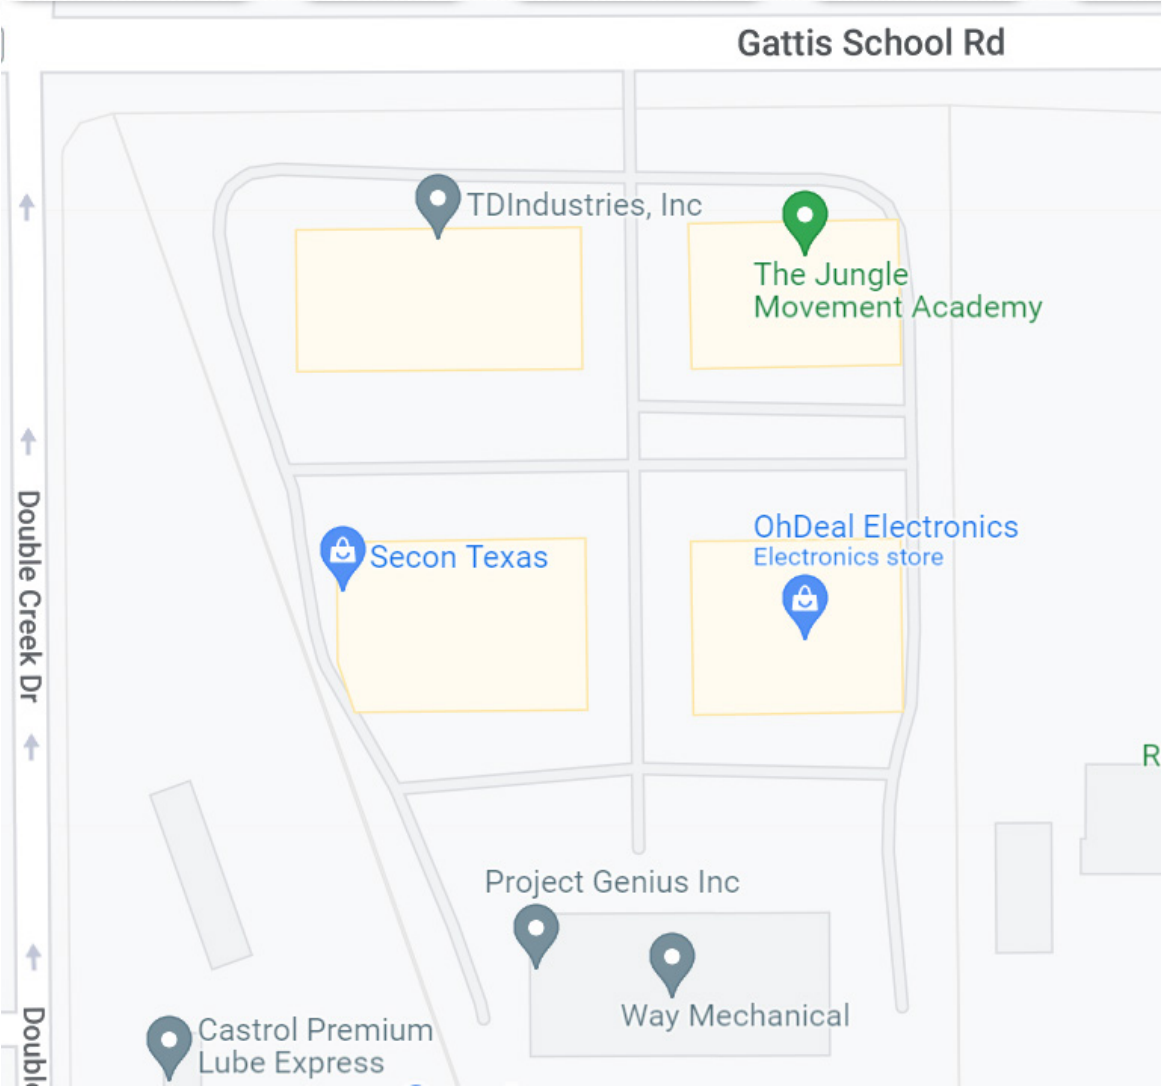 Gattis School Rd
TDIndustries, Inc
The Jungle
Movement Academy
OhDeal Electronics
Electronics store
Secon Texas
Double Creek Dr
Project Genius Inc
Way Mechanical
Castrol Premium
Lube Express
Double
R